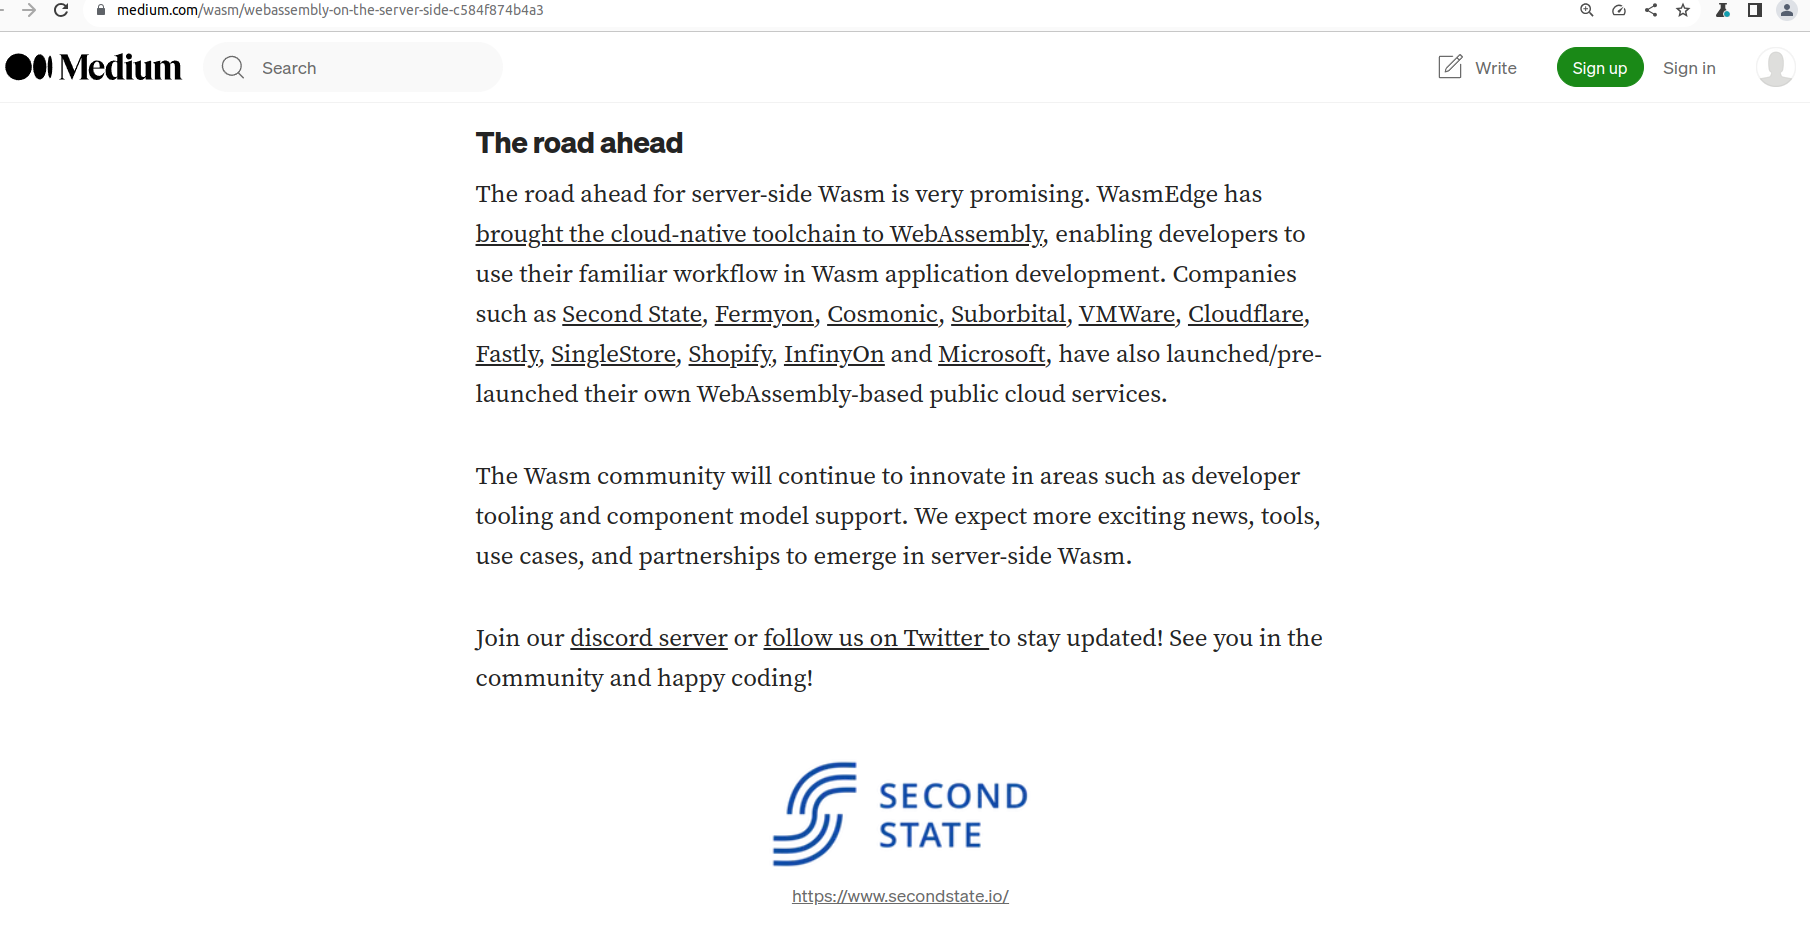 medium.com/wasm/webassembly-on-the-server-side-c584f874b4a3
Medium
Search
Write
Sign up
Sign in
The road ahead
The road ahead for server-side Wasm is very promising. WasmEdge has
brought the cloud-native toolchain to WebAssembly, enabling developers to
use their familiar workflow in Wasm application development. Companies
such as Second State, Fermyon, Cosmonic, Suborbital, VMWare, Cloudflare,
Fastly, SingleStore, Shopify, InfinyOn and Microsoft, have also launched/pre-
launched their own WebAssembly-based public cloud services.
The Wasm community will continue to innovate in areas such as developer
tooling and component model support. We expect more exciting news, tools,
use cases, and partnerships to emerge in server-side Wasm.
Join our discord server or follow us on Twitter to stay updated! See you in the
community and happy coding!
SECOND
STATE
https://www.secondstate.io/